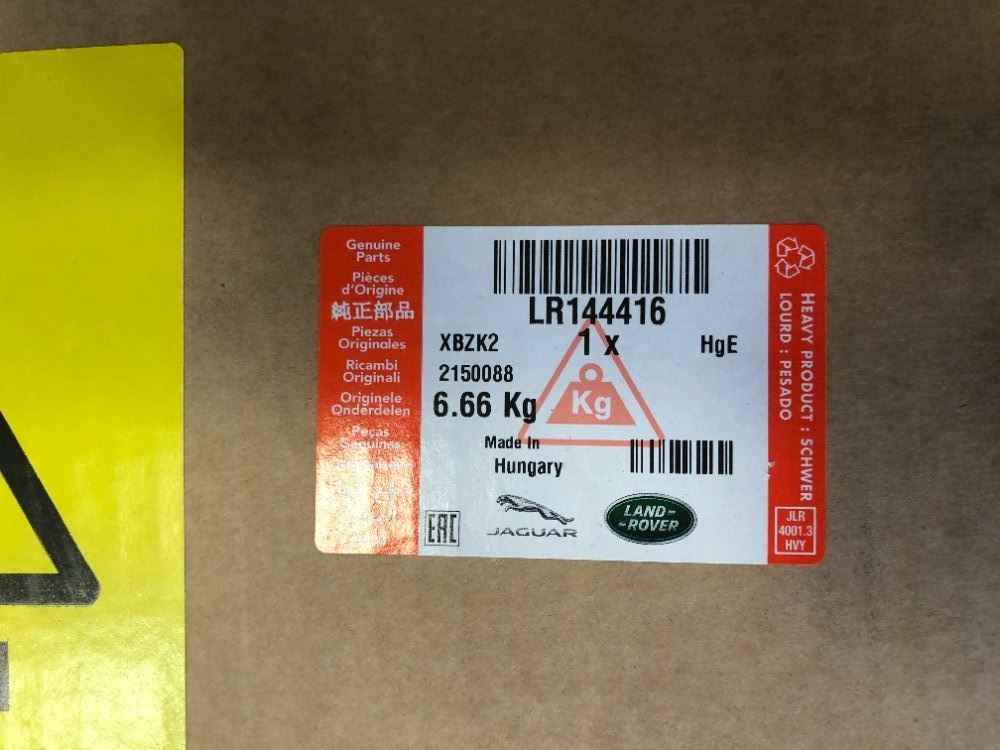 Genuine
Parts
Pièces
d'Origine
純正部品
Piezas
Originales
Ricambi
Originali
Originele
Onderdelen
Peças
Genuínas
LR144416
XBZK2
1 x
HgE
2150088
6.66 Kg
Kg
Made In
Hungary
EAC
JAGUAR
LAND-
-ROVER
HEAVY PRODUCT : SCHWER
LOURD : PESADO
JLR
4001.3
HVY